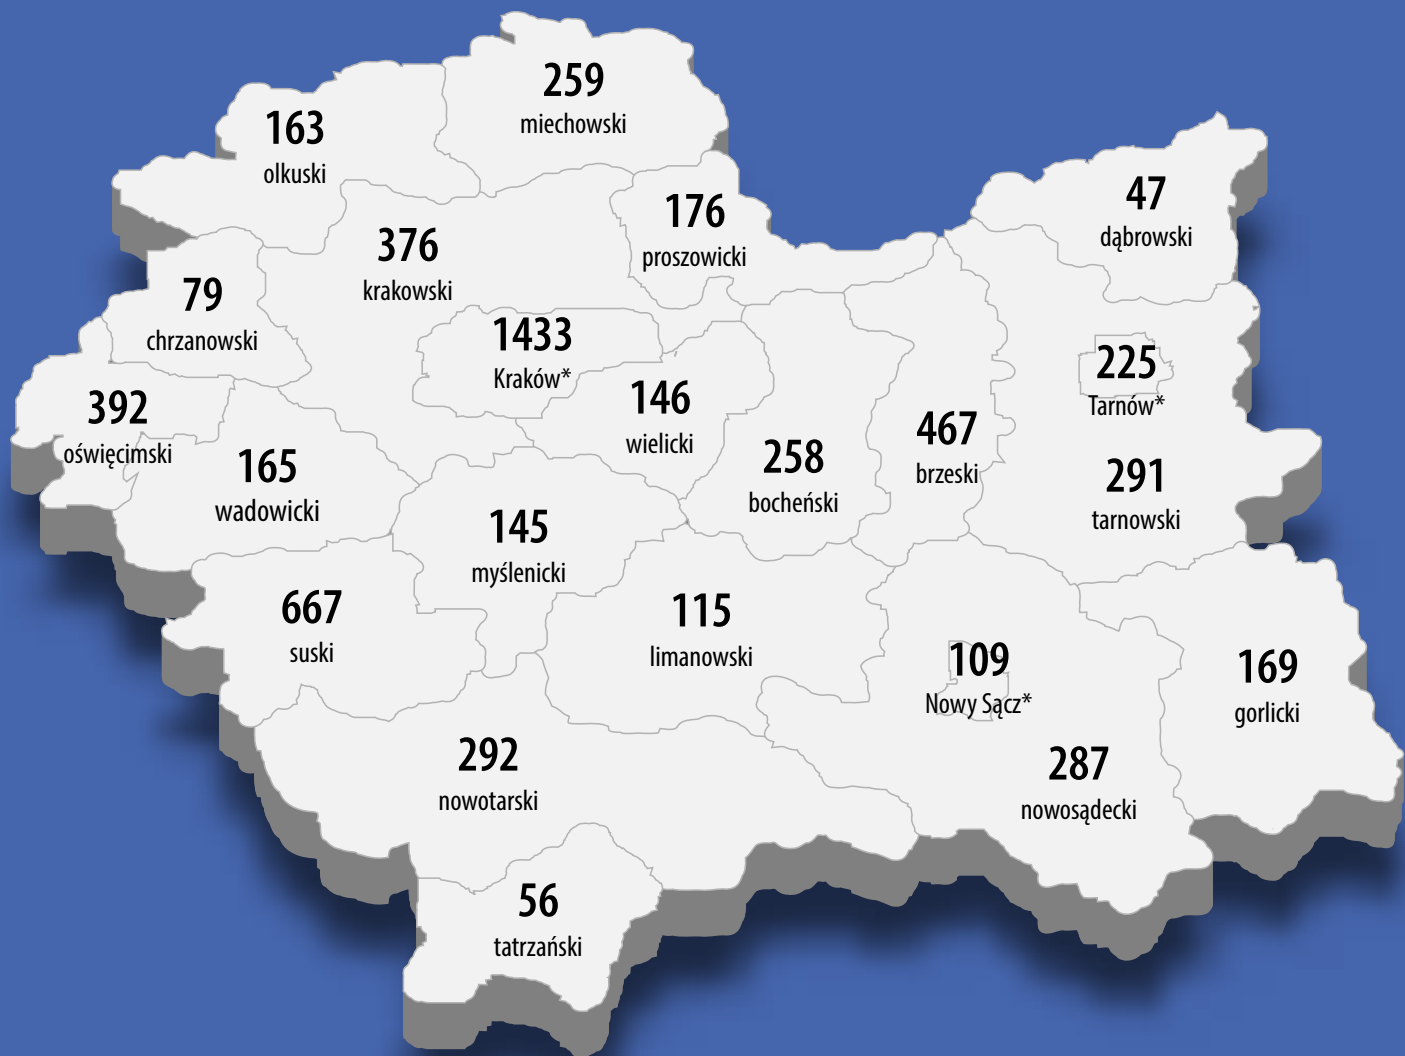 259
miechowski
163
olkuski
47
dąbrowski
176
proszowicki
376
krakowski
79
chrzanowski
1433
Kraków*
225
Tarnów*
146
wielicki
392
oświęcimski
467
brzeski
258
bocheński
165
wadowicki
291
tarnowski
145
myślenicki
667
suski
115
limanowski
109
Nowy Sącz*
169
gorlicki
292
nowotarski
287
nowosądecki
56
tatrzański